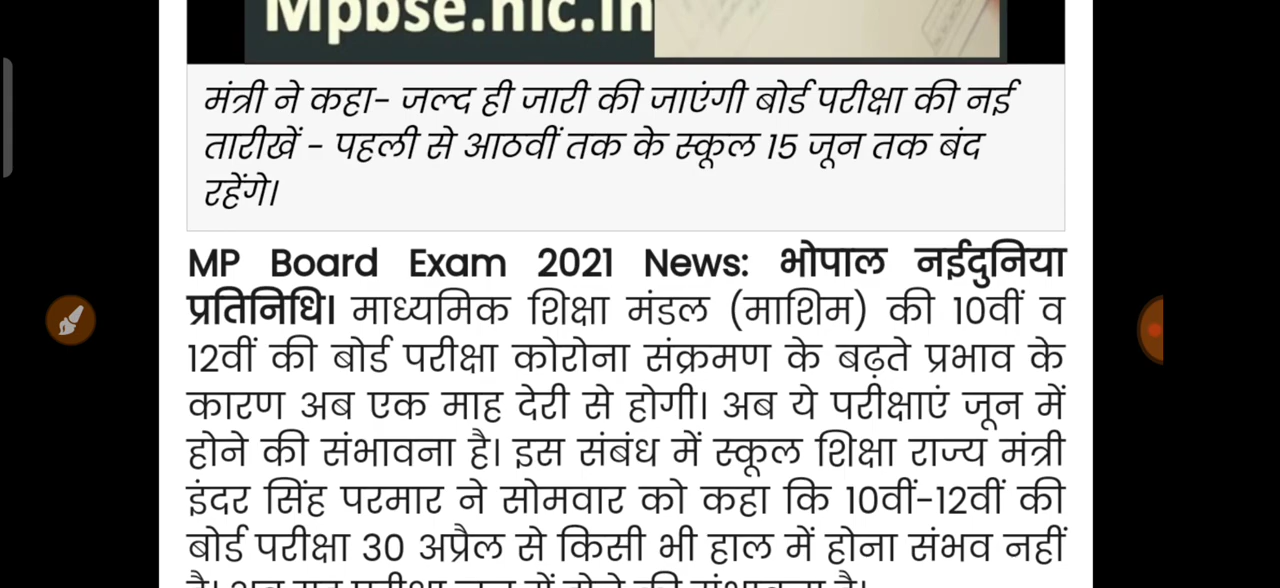 Mpbse.nic.in
मंत्री ने कहा- जल्द ही जारी की जाएंगी बोर्ड परीक्षा की नई
तारीखें - पहली से आठवीं तक के स्कूल 15 जून तक बंद
रहेंगे।
MP Board Exam 2021 News: भोपाल नईदुनिया
प्रतिनिधि। माध्यमिक शिक्षा मंडल (माशिम) की 10वीं व
12वीं की बोर्ड परीक्षा कोरोना संक्रमण के बढ़ते प्रभाव के
कारण अब एक माह देरी से होगी। अब ये परीक्षाएं जून में
होने की संभावना है। इस संबंध में स्कूल शिक्षा राज्य मंत्री
इंदर सिंह परमार ने सोमवार को कहा कि 10वीं-12वीं की
बोर्ड परीक्षा 30 अप्रैल से किसी भी हाल में होना संभव नहीं